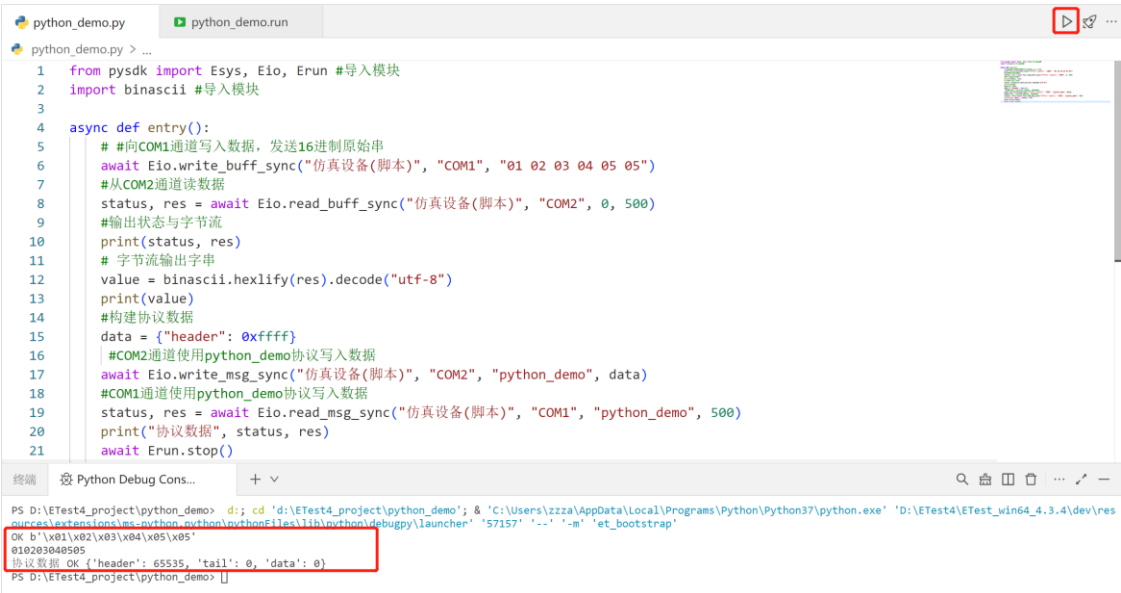 python_demo.py
python_demo.run
python_demo.py > ...
1 from pysdk import Esys, Eio, Erun #导入模块
2 import binascii #导入模块
3
4 async def entry():
5 # #向COM1通道写入数据，发送16进制原始串
6 await Eio.write_buff_sync("仿真设备(脚本)", "COM1", "01 02 03 04 05 05")
7 #从COM2通道读数据
8 status, res = await Eio.read_buff_sync("仿真设备(脚本)", "COM2", 0, 500)
9 #输出状态与字节流
10 print(status, res)
11 # 字节流输出字串
12 value = binascii.hexlify(res).decode("utf-8")
13 print(value)
14 #构建协议数据
15 data = {"header": 0xffff}
16 #COM2通道使用python_demo协议写入数据
17 await Eio.write_msg_sync("仿真设备(脚本)", "COM2", "python_demo", data)
18 #COM1通道使用python_demo协议写入数据
19 status, res = await Eio.read_msg_sync("仿真设备(脚本)", "COM1", "python_demo", 500)
20 print("协议数据", status, res)
21 await Erun.stop()
终端
Python Debug Cons...
PS D:\ETest4_project\python_demo> d:; cd 'd:\ETest4_project\python_demo'; & 'C:\Users\zzza\AppData\Local\Programs\Python\Python37\python.exe' 'D:\ETest4\ETest_win64_4.3.4\dev\res
ources\extensions\ms-python.python\pythonFiles\lib\python\debugpy\launcher' '57157' '--' '-m' 'et_bootstrap'
OK b'\x01\x02\x03\x04\x05\x05'
010203040505
协议数据 OK {'header': 65535, 'tail': 0, 'data': 0}
PS D:\ETest4_project\python_demo>